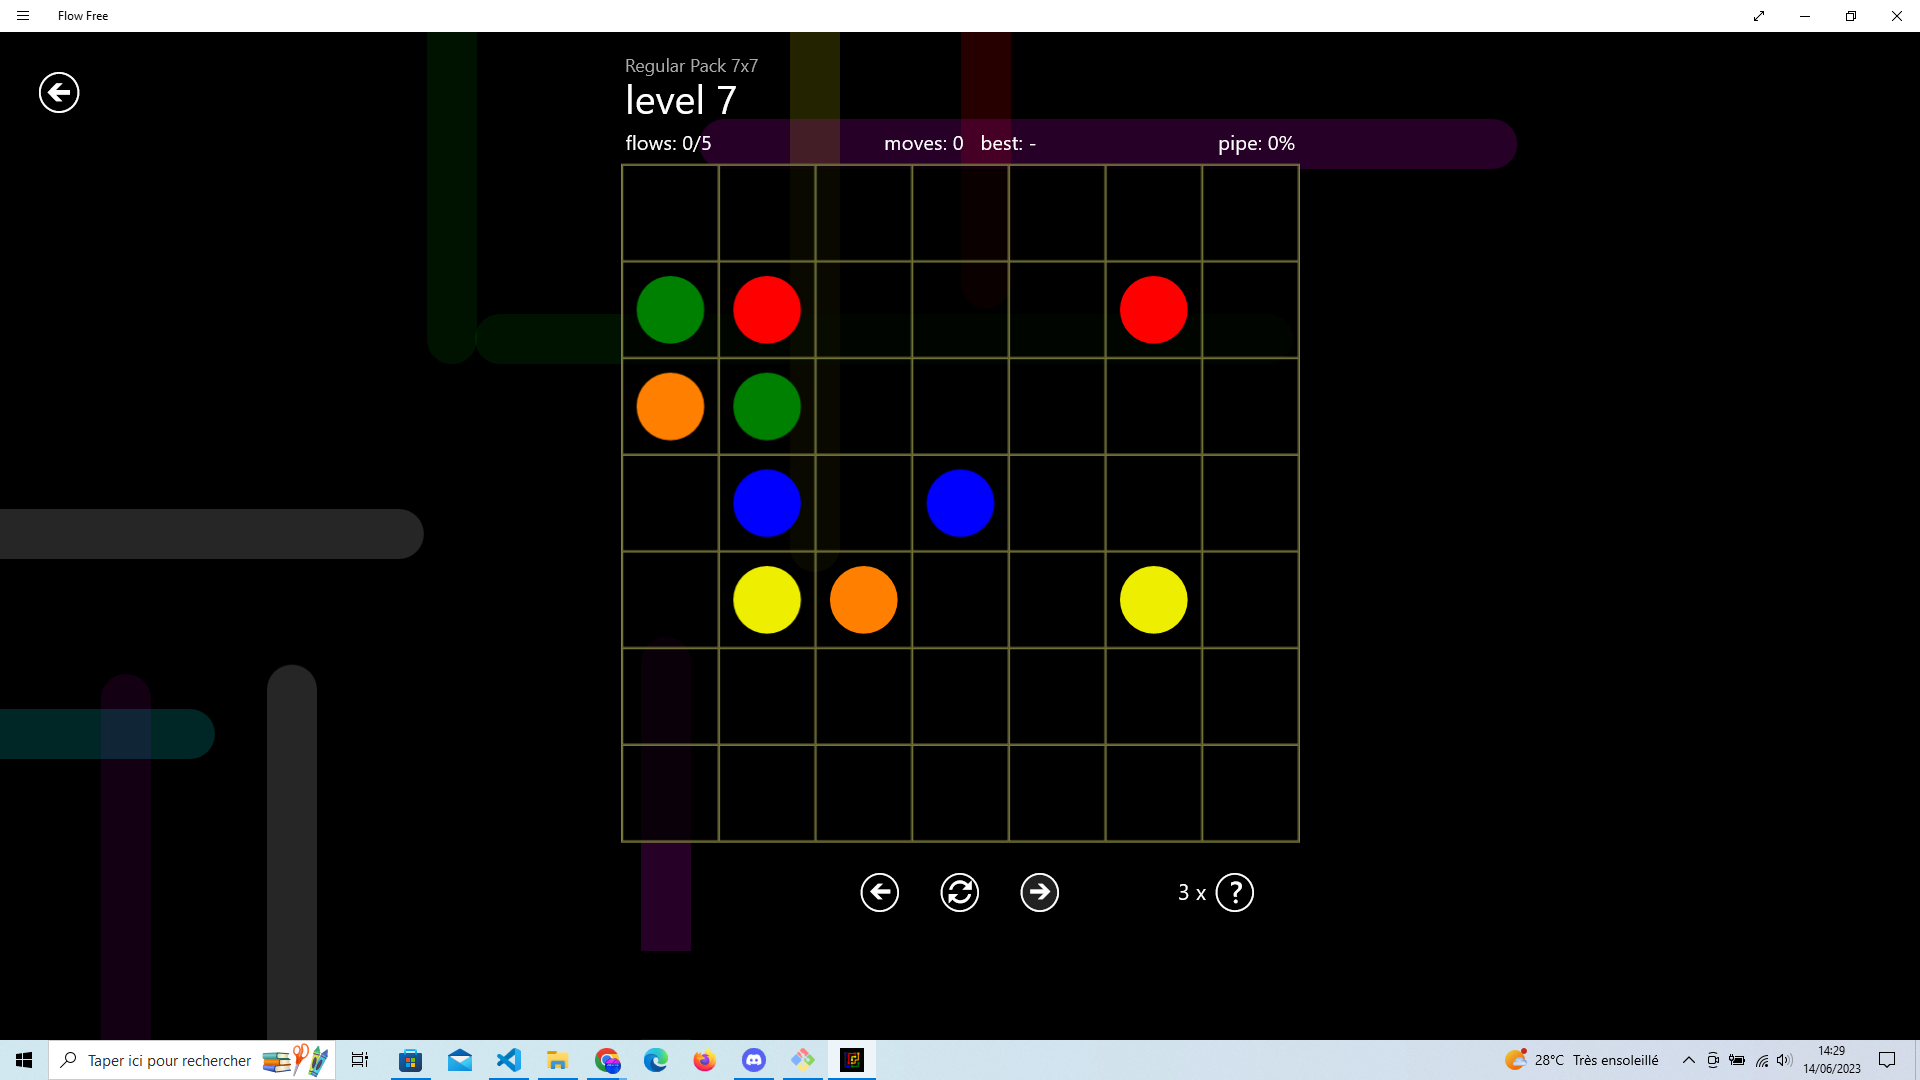 Flow Free
Regular Pack 7x7
level 7
flows: 0/5 moves: 0 best: - pipe: 0%
3 x ?
Taper ici pour rechercher
28°C Très ensoleillé
14:29
14/06/2023